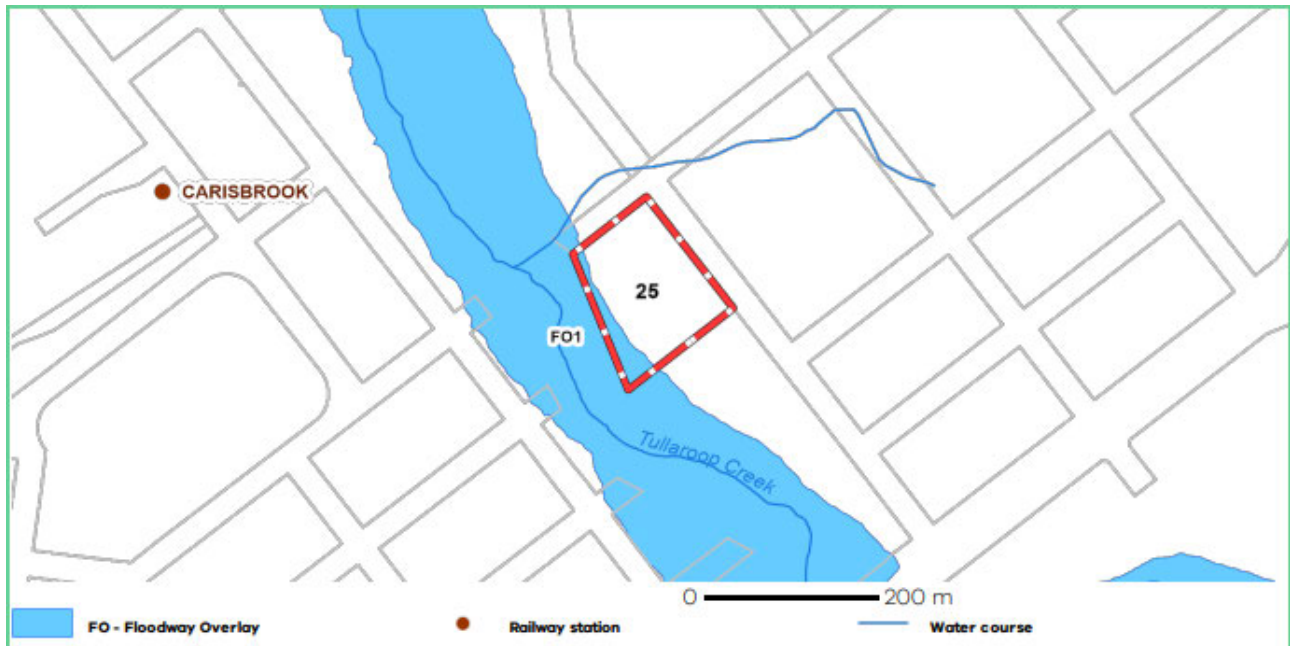 CARISBROOK
25
FO1
Tullaroop Creek
0 200 m
FO - Floodway Overlay
Railway station
Water course